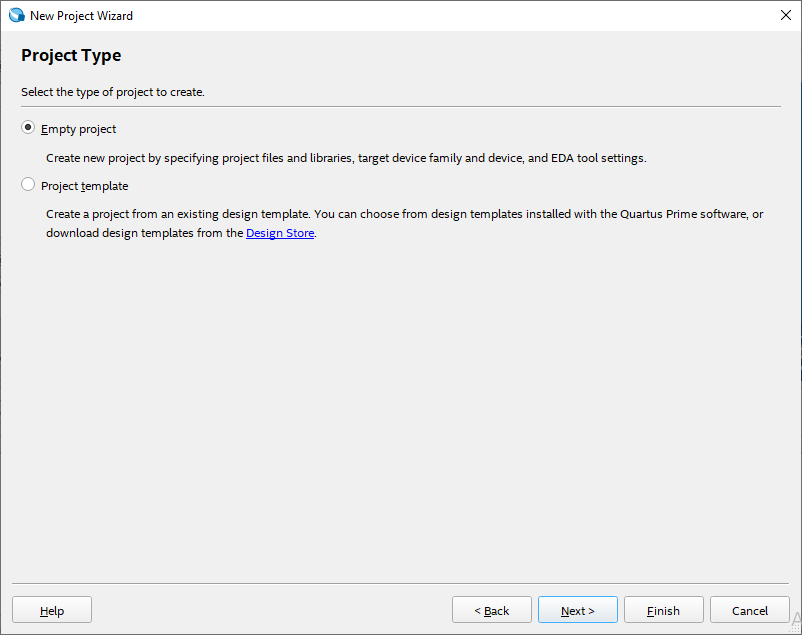 New Project Wizard
Project Type
Select the type of project to create.
Empty project
Create new project by specifying project files and libraries, target device family and device, and EDA tool settings.
Project template
Create a project from an existing design template. You can choose from design templates installed with the Quartus Prime software, or
download design templates from the Design Store.
Help
< Back
Next >
Finish
Cancel